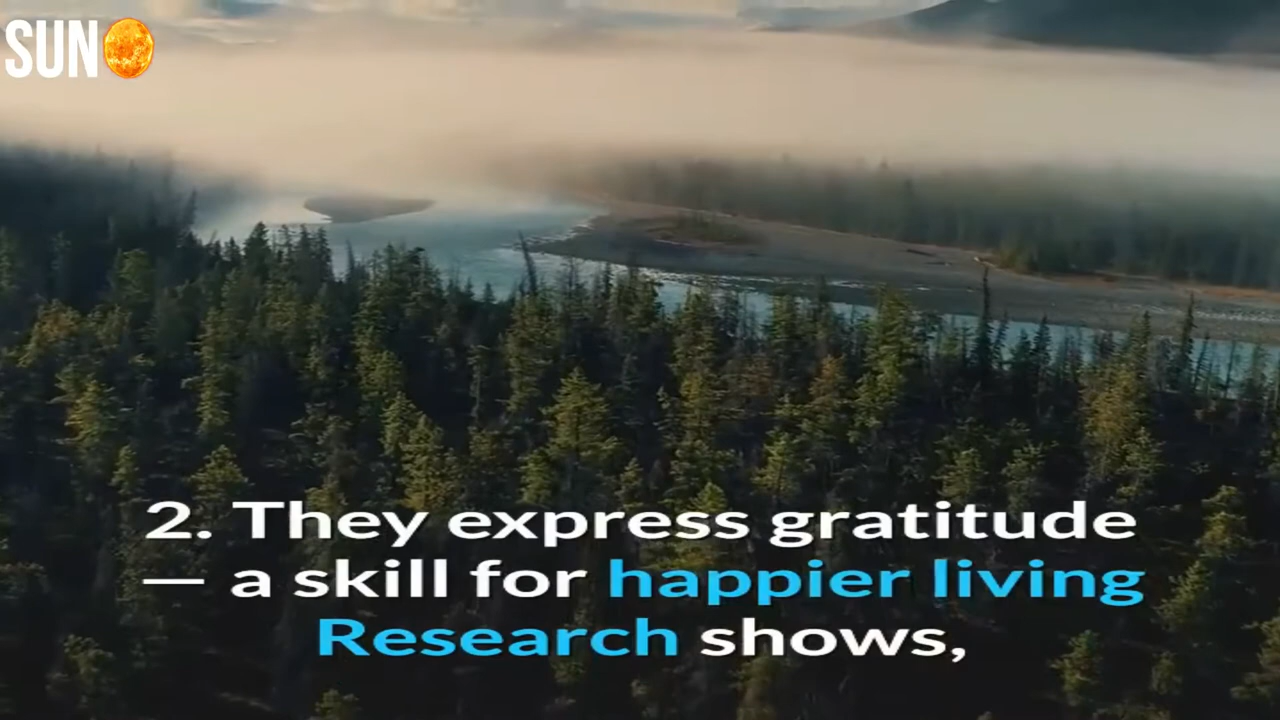 SUN
2. They express gratitude
— a skill for happier living
Research shows,